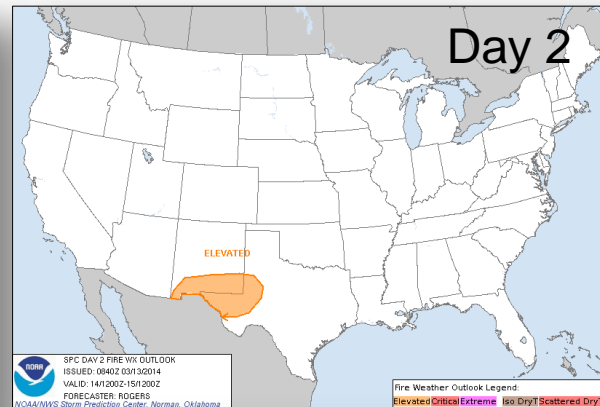 Day 2
ELEVATED
NOAA
SPC DAY 2 FIRE WX OUTLOOK
ISSUED: 0840Z 03/13/2014
VALID: 14/1200Z-15/1200Z
FORECASTER: ROGERS
NOAA/NWS Storm Prediction Center, Norman, Oklahoma
Fire Weather Outlook Legend:
Elevated Critical Extreme Iso DryT Scattered DryT